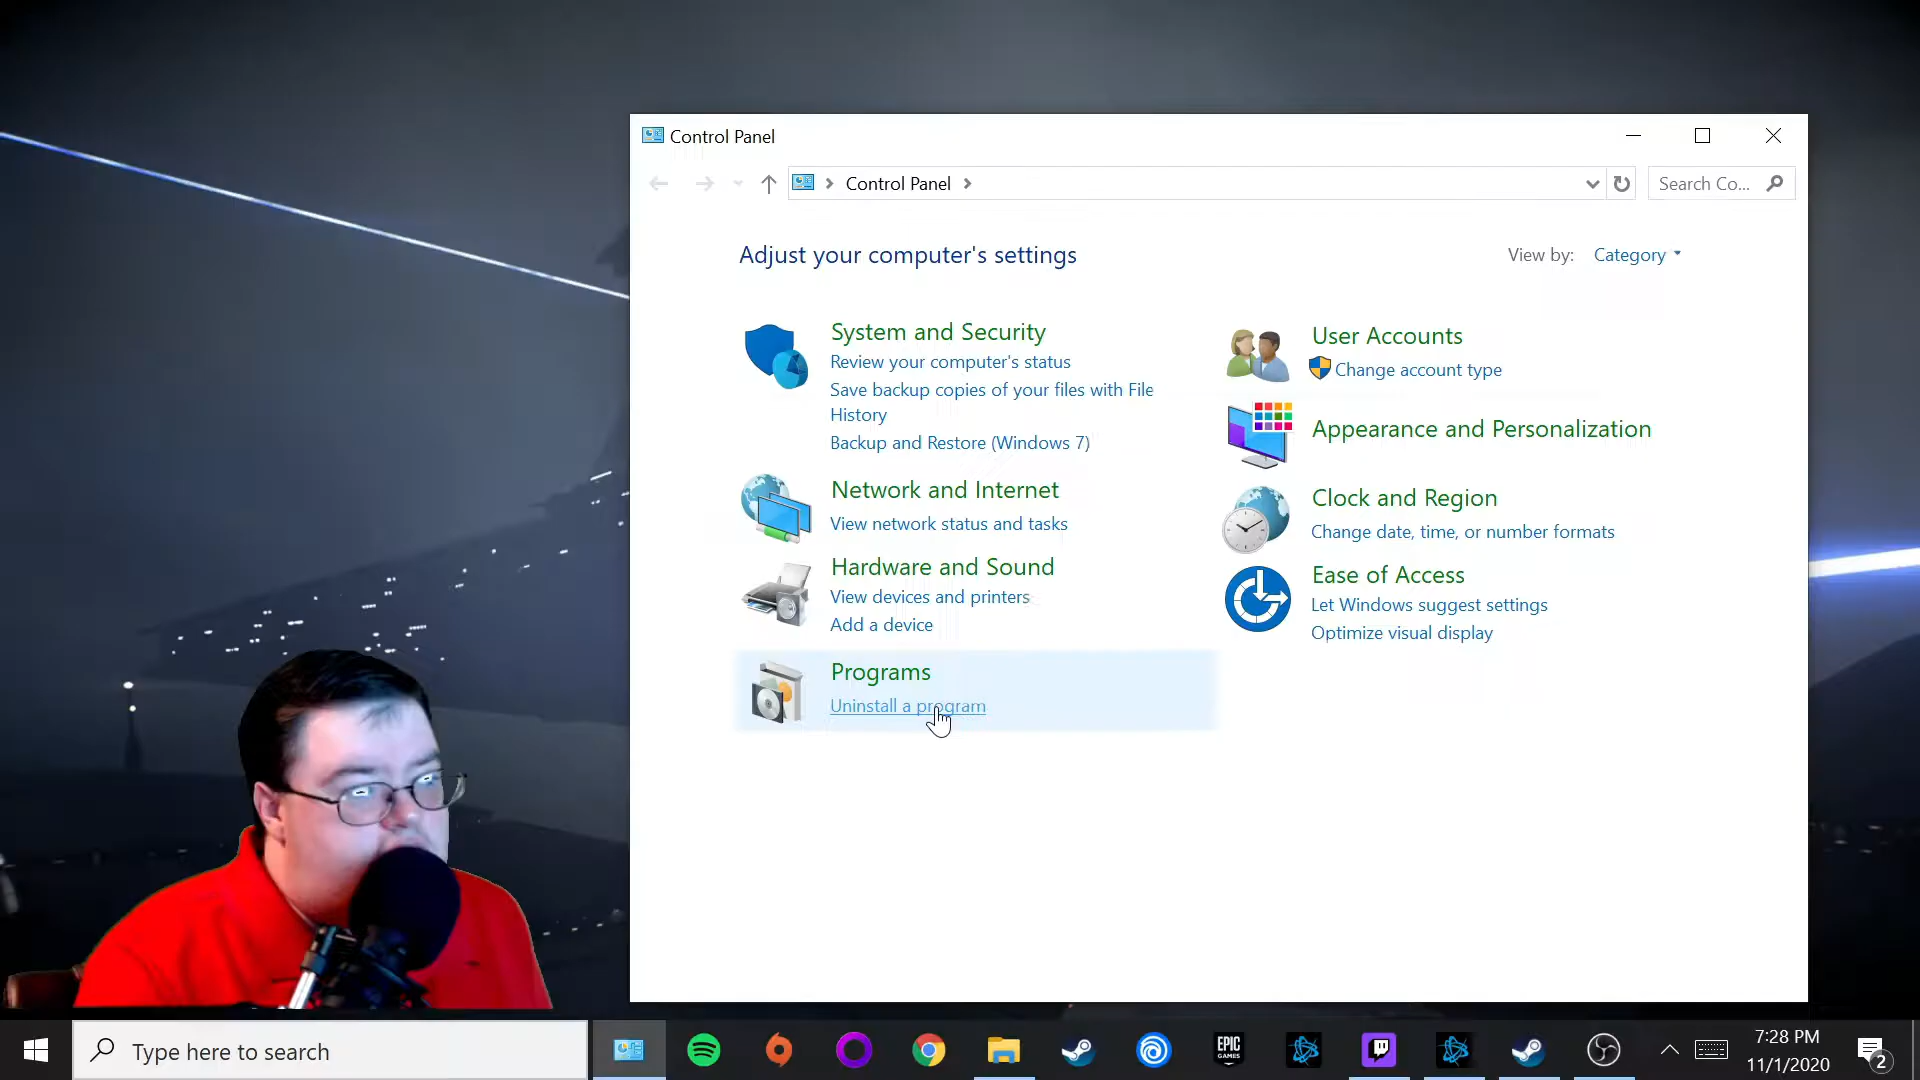 Control Panel
Control Panel
Search Co...
Adjust your computer's settings
View by: Category
System and Security
Review your computer's status
Save backup copies of your files with File
History
Backup and Restore (Windows 7)
Network and Internet
View network status and tasks
Hardware and Sound
View devices and printers
Add a device
Programs
Uninstall a program
User Accounts
Change account type
Appearance and Personalization
Clock and Region
Change date, time, or number formats
Ease of Access
Let Windows suggest settings
Optimize visual display
Type here to search
EPIC
GAMES
7:28 PM
11/1/2020
2